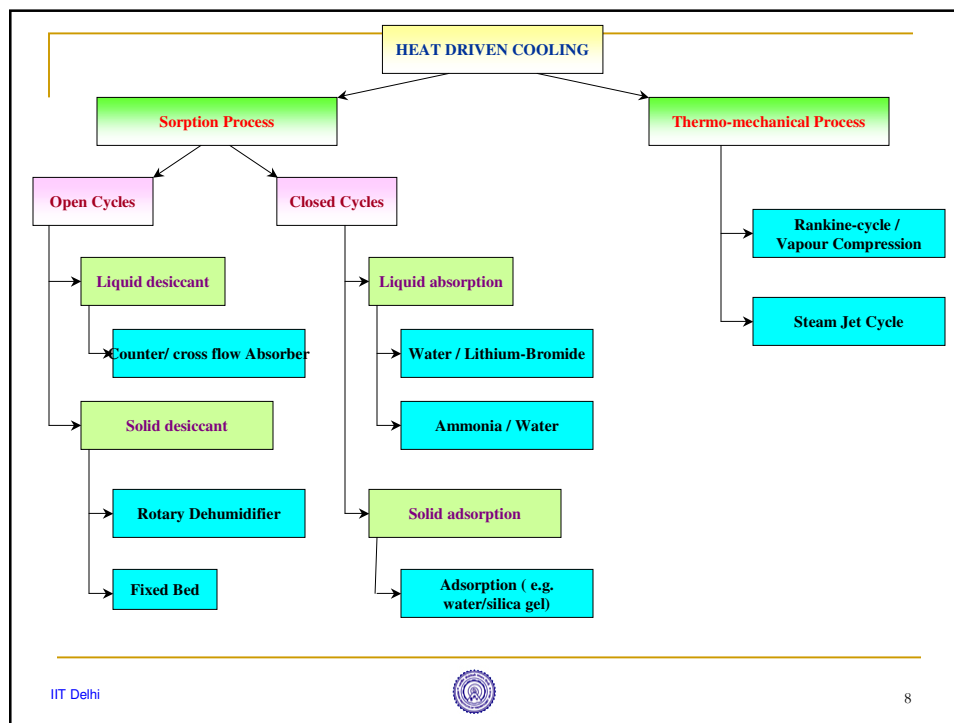 HEAT DRIVEN COOLING
Sorption Process
Thermo-mechanical Process
Open Cycles
Closed Cycles
Rankine-cycle /
Vapour Compression
Liquid desiccant
Liquid absorption
Steam Jet Cycle
Counter/ cross flow Absorber
Water / Lithium-Bromide
Solid desiccant
Ammonia / Water
Rotary Dehumidifier
Solid adsorption
Fixed Bed
Adsorption ( e.g.
water/silica gel)
IIT Delhi
8